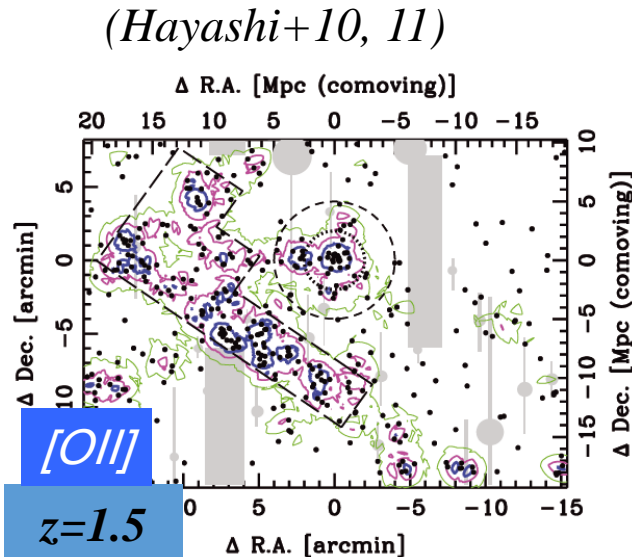 (Hayashi+10, 11)
Δ R.A. [Mpc (comoving)]
20 15 10 5 0 −5 −10 −15
Δ Dec. [arcmin]
5
0
−5
10
10
5
0
−5
−10
−15
Δ Dec. [Mpc (comoving)]
[OII]
z=1.5
10 5 0 −5 −10 −15
Δ R.A. [arcmin]